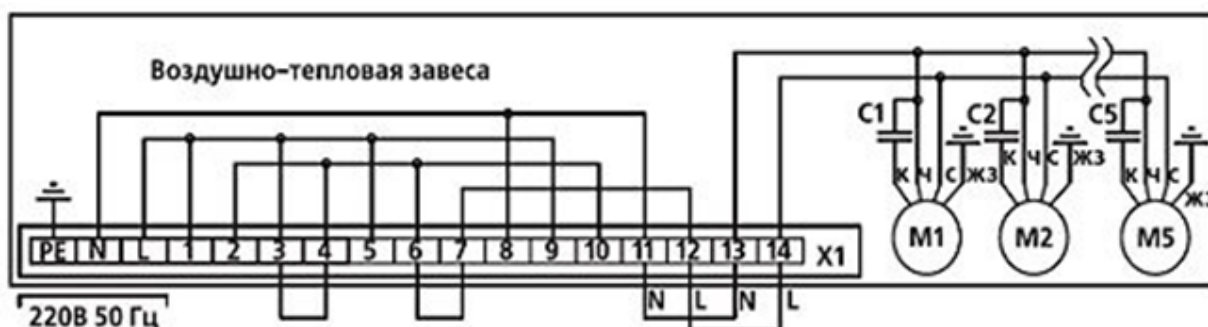 Воздушно-тепловая завеса
C1 C2 C5
К Ч С ЖЗ К Ч С ЖЗ К Ч С ЖЗ
M1 M2 M5
PE N L 1 2 3 4 5 6 7 8 9 10 11 12 13 14 X1
N L N L
220В 50 Гц